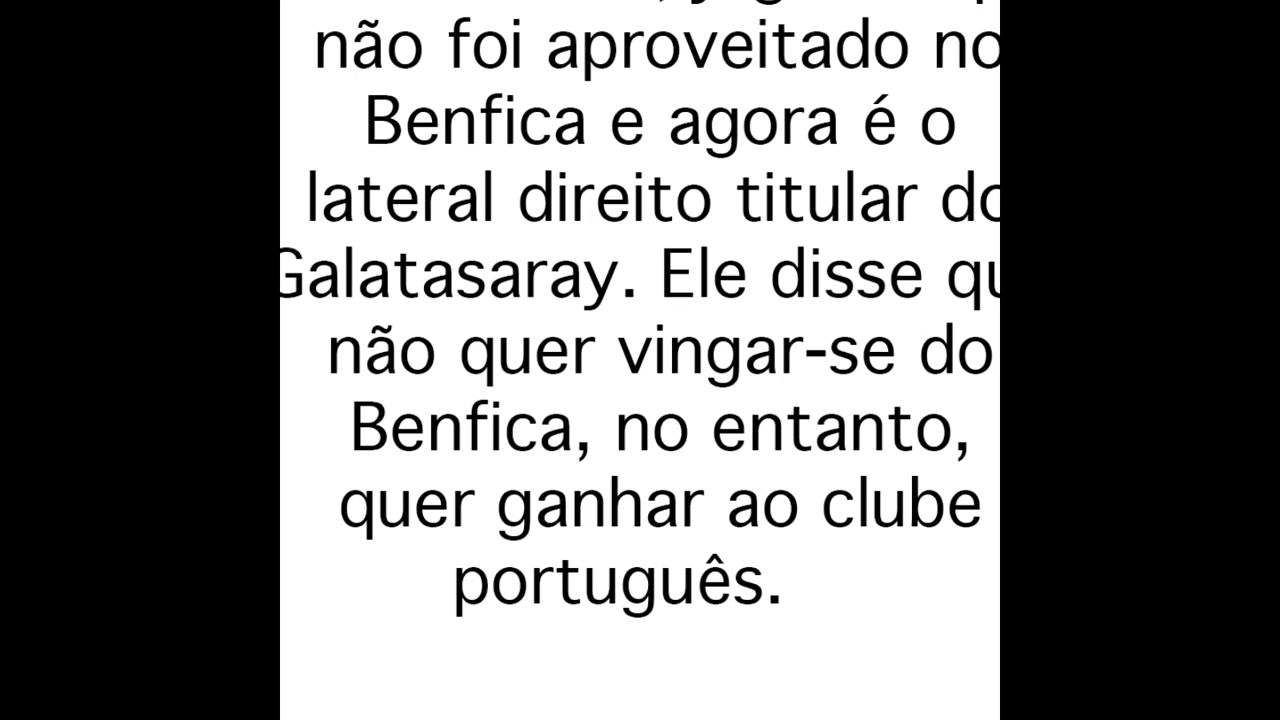 não foi aproveitado no
Benfica e agora é o
lateral direito titular do
Galatasaray. Ele disse qu
não quer vingar-se do
Benfica, no entanto,
quer ganhar ao clube
português.